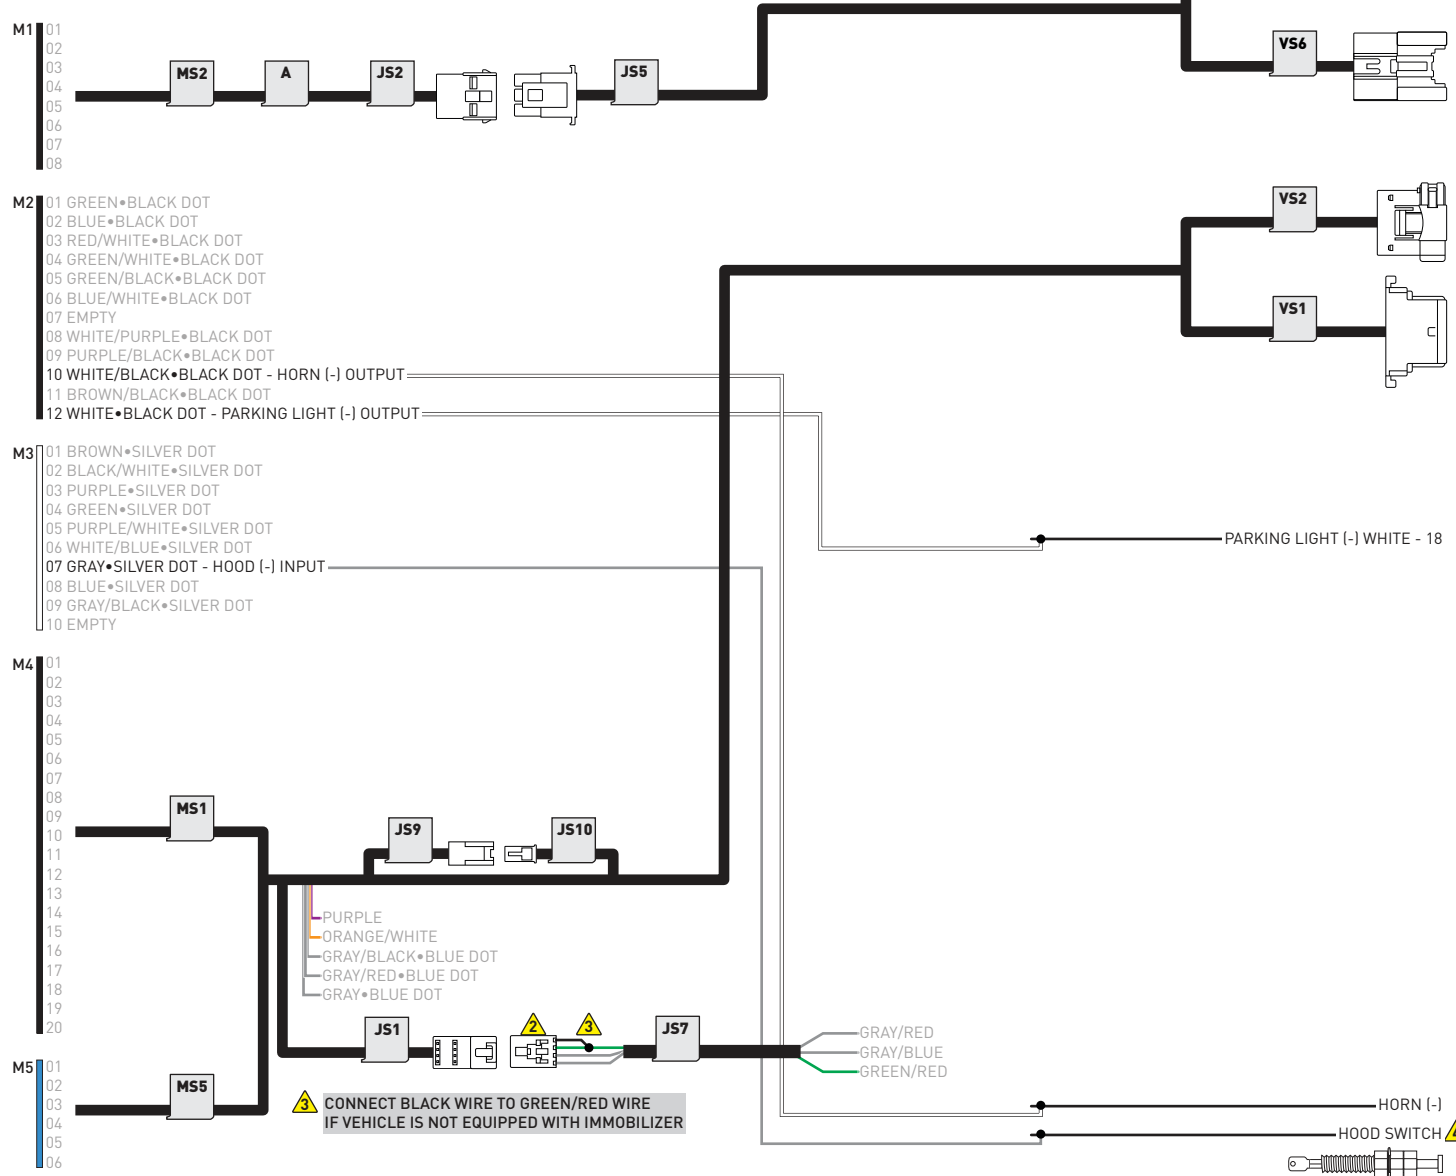 M1
01
02
03
04
05
06
07
08
MS2
A
JS2
JS5
VS6
M2
01 GREEN•BLACK DOT
02 BLUE•BLACK DOT
03 RED/WHITE•BLACK DOT
04 GREEN/WHITE•BLACK DOT
05 GREEN/BLACK•BLACK DOT
06 BLUE/WHITE•BLACK DOT
07 EMPTY
08 WHITE/PURPLE•BLACK DOT
09 PURPLE/BLACK•BLACK DOT
10 WHITE/BLACK•BLACK DOT - HORN (-) OUTPUT
11 BROWN/BLACK•BLACK DOT
12 WHITE•BLACK DOT - PARKING LIGHT (-) OUTPUT
VS2
VS1
M3
01 BROWN•SILVER DOT
02 BLACK/WHITE•SILVER DOT
03 PURPLE•SILVER DOT
04 GREEN•SILVER DOT
05 PURPLE/WHITE•SILVER DOT
06 WHITE/BLUE•SILVER DOT
07 GRAY•SILVER DOT - HOOD (-) INPUT
08 BLUE•SILVER DOT
09 GRAY/BLACK•SILVER DOT
10 EMPTY
PARKING LIGHT (-) WHITE - 18
M4
01
02
03
04
05
06
07
08
09
10
11
12
13
14
15
16
17
18
19
20
MS1
JS9
JS10
PURPLE
ORANGE/WHITE
GRAY/BLACK•BLUE DOT
GRAY/RED•BLUE DOT
GRAY•BLUE DOT
JS1
2
3
JS7
GRAY/RED
GRAY/BLUE
GREEN/RED
M5
01
02
03
04
05
06
MS5
3 CONNECT BLACK WIRE TO GREEN/RED WIRE
IF VEHICLE IS NOT EQUIPPED WITH IMMOBILIZER
HORN (-)
HOOD SWITCH